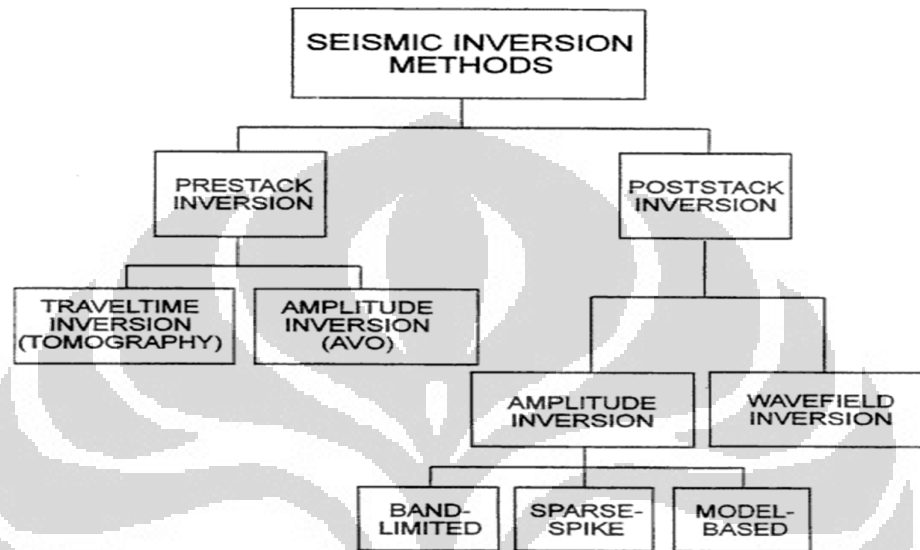 SEISMIC INVERSION
METHODS
PRESTACK
INVERSION
POSTSTACK
INVERSION
TRAVELTIME
INVERSION
(TOMOGRAPHY)
AMPLITUDE
INVERSION
(AVO)
AMPLITUDE
INVERSION
WAVEFIELD
INVERSION
BAND-
LIMITED
SPARSE-
SPIKE
MODEL-
BASED